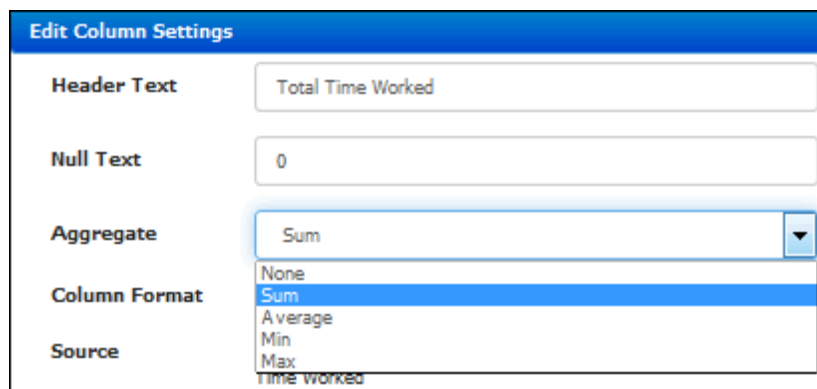 Edit Column Settings
Header Text
Total Time Worked
Null Text
0
Aggregate
Sum
None
Column Format
Sum
Average
Min
Source
Max
Time Worked